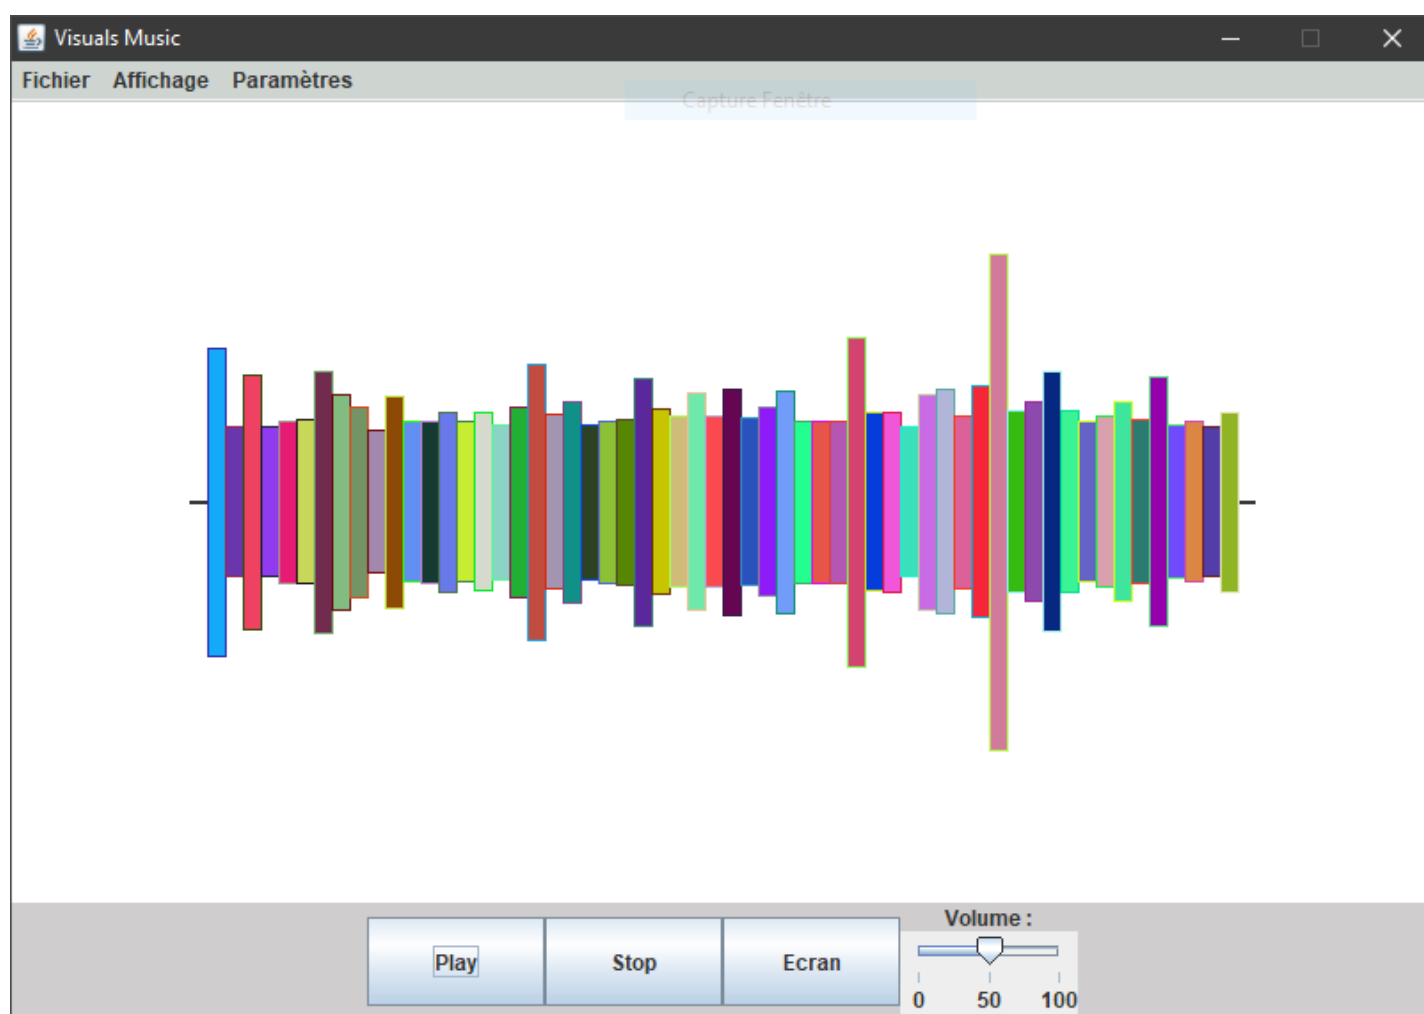 Visuals Music
Fichier Affichage Paramètres
Capture Fenêtre
Play Stop Ecran
Volume :
0 50 100